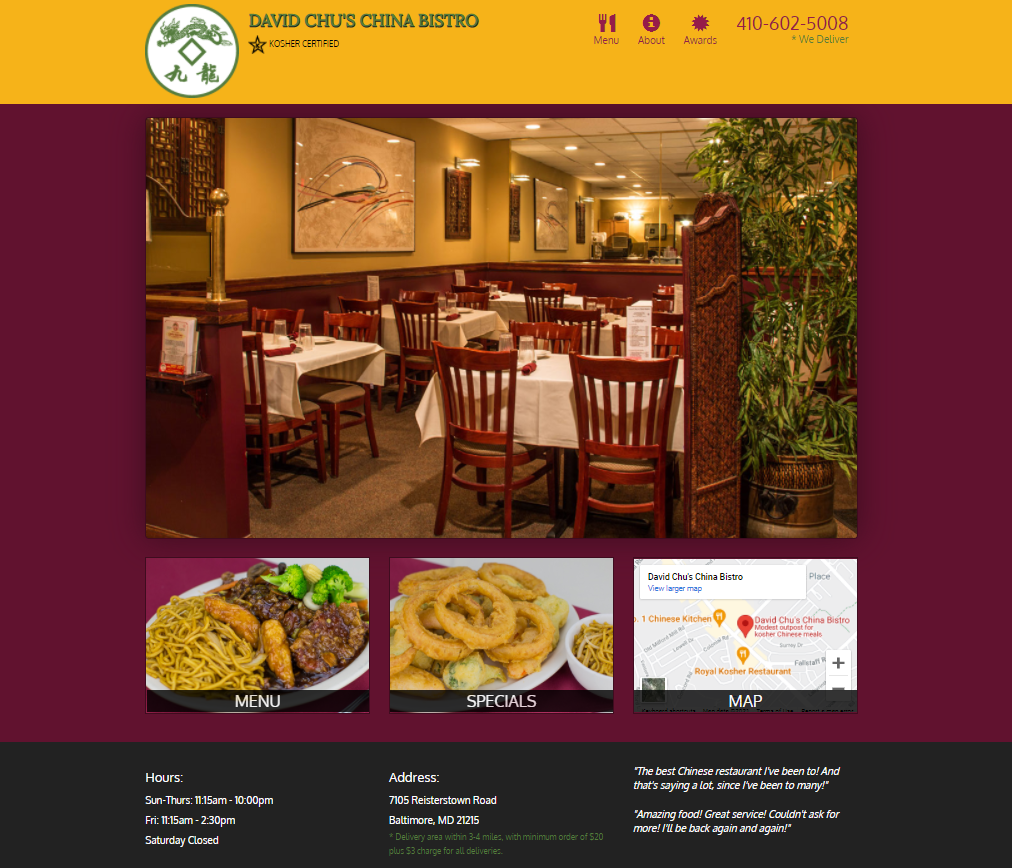 DAVID CHU'S CHINA BISTRO
KOSHER CERTIFIED
九 龍
Menu
About
Awards
410-602-5008
* We Deliver
MENU
SPECIALS
David Chu's China Bistro
View larger map
Place
o. 1 Chinese Kitchen
David Chu's China Bistro
Modest outpost for
kosher Chinese meals
Old Milford Mill Rd
Surrey Dr
Fallstaff
Royal Kosher Restaurant
MAP
Hours:
Sun-Thurs: 11:15am - 10:00pm
Fri: 11:15am - 2:30pm
Saturday Closed
Address:
7105 Reisterstown Road
Baltimore, MD 21215
* Delivery area within 3-4 miles, with minimum order of $20
plus $3 charge for all deliveries.
"The best Chinese restaurant I've been to! And
that's saying a lot, since I've been to many!"
"Amazing food! Great service! Couldn't ask for
more! I'll be back again and again!"